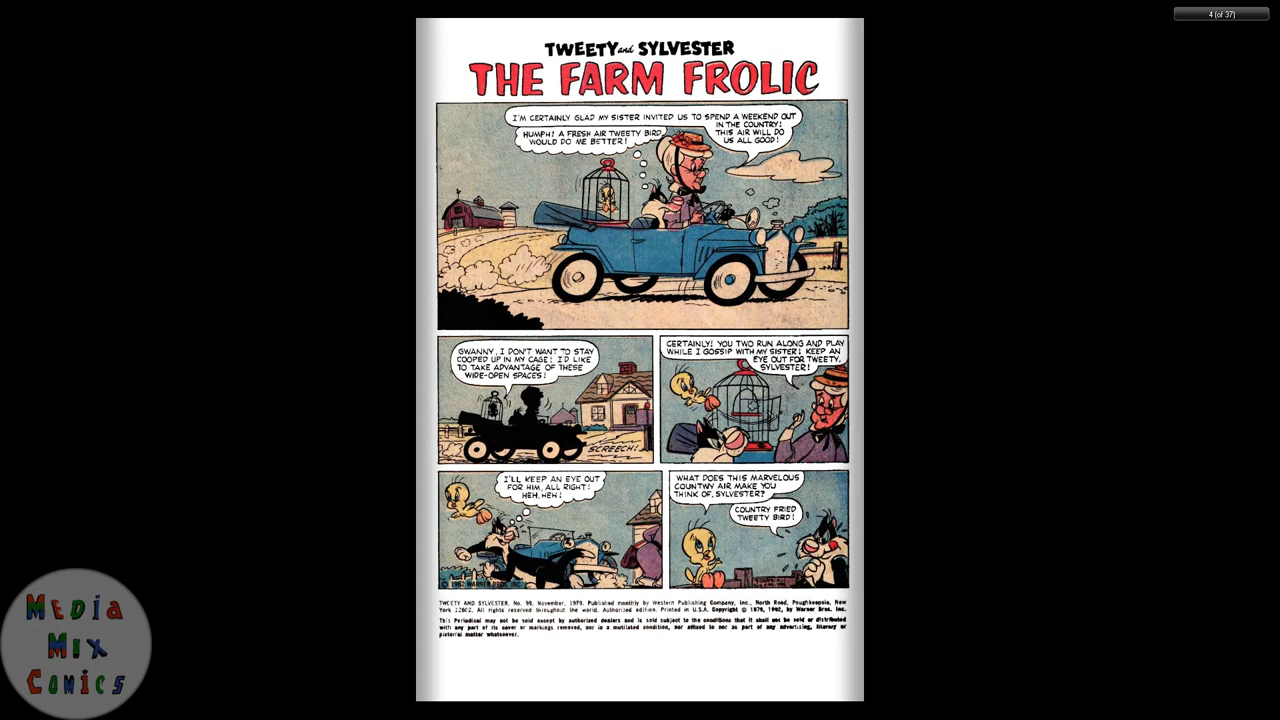 4 (of 37)
TWEETY and SYLVESTER
THE FARM FROLIC
I'M CERTAINLY GLAD MY SISTER INVITED US TO SPEND A WEEKEND OUT
IN THE COUNTRY!
THIS AIR WILL DO
US ALL GOOD!
HUMPH! A FRESH AIR TWEETY BIRD
WOULD DO ME BETTER!
GWANNY, I DON'T WANT TO STAY
COOPED UP IN MY CAGE! I'D LIKE
TO TAKE ADVANTAGE OF THESE
WIDE-OPEN SPACES!
SCREECH!
CERTAINLY! YOU TWO RUN ALONG AND PLAY
WHILE I GOSSIP WITH MY SISTER! KEEP AN
EYE OUT FOR TWEETY,
SYLVESTER!
I'LL KEEP AN EYE OUT
FOR HIM, ALL RIGHT!
HEH, HEH!
© 1962 WARNER BROS. INC.
WHAT DOES THIS MARVELOUS
COUNTWY AIR MAKE YOU
THINK OF, SYLVESTER?
COUNTRY FRIED
TWEETY BIRD!
TWEETY AND SYLVESTER, No. 99, November, 1979. Published monthly by Western Publishing Company, Inc., North Road, Poughkeepsie, New
York 12602. All rights reserved throughout the world. Authorized edition. Printed in U.S.A. Copyright © 1979, 1962, by Warner Bros. Inc.
This Periodical may not be sold except by authorized dealers and is sold subject to the conditions that it shall not be sold or distributed
with any part of its cover or markings removed, nor in a mutilated condition, nor affixed to nor as part of any advertising, literary or
pictorial matter whatsoever.
MEDIA
MIX
COMICS